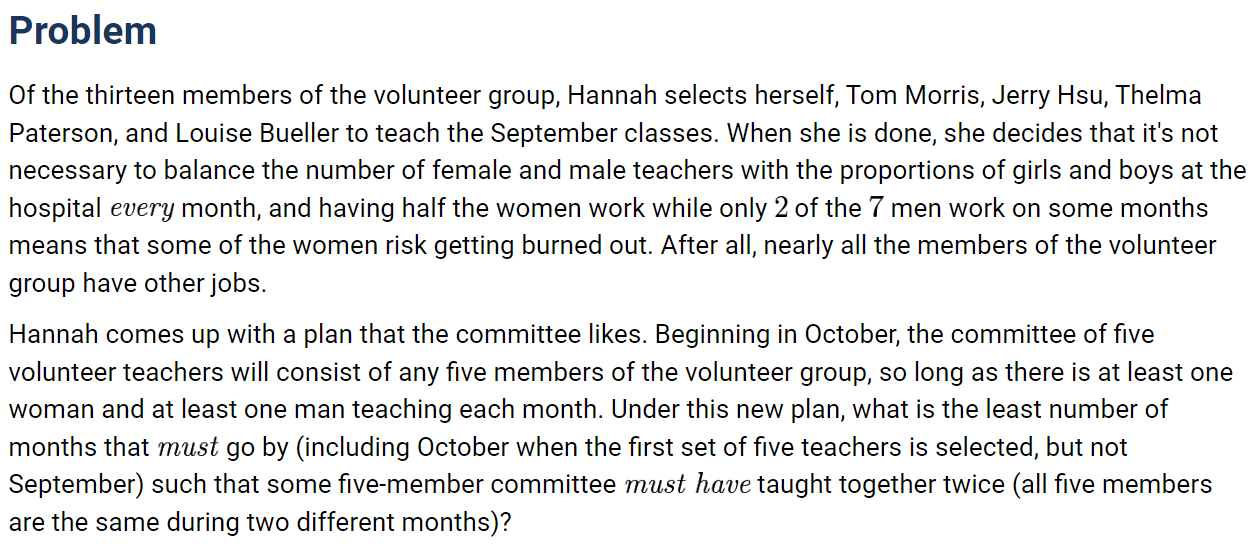 Problem
Of the thirteen members of the volunteer group, Hannah selects herself, Tom Morris, Jerry Hsu, Thelma
Paterson, and Louise Bueller to teach the September classes. When she is done, she decides that it's not
necessary to balance the number of female and male teachers with the proportions of girls and boys at the
hospital every month, and having half the women work while only 2 of the 7 men work on some months
means that some of the women risk getting burned out. After all, nearly all the members of the volunteer
group have other jobs.
Hannah comes up with a plan that the committee likes. Beginning in October, the committee of five
volunteer teachers will consist of any five members of the volunteer group, so long as there is at least one
woman and at least one man teaching each month. Under this new plan, what is the least number of
months that must go by (including October when the first set of five teachers is selected, but not
September) such that some five-member committee must have taught together twice (all five members
are the same during two different months)?